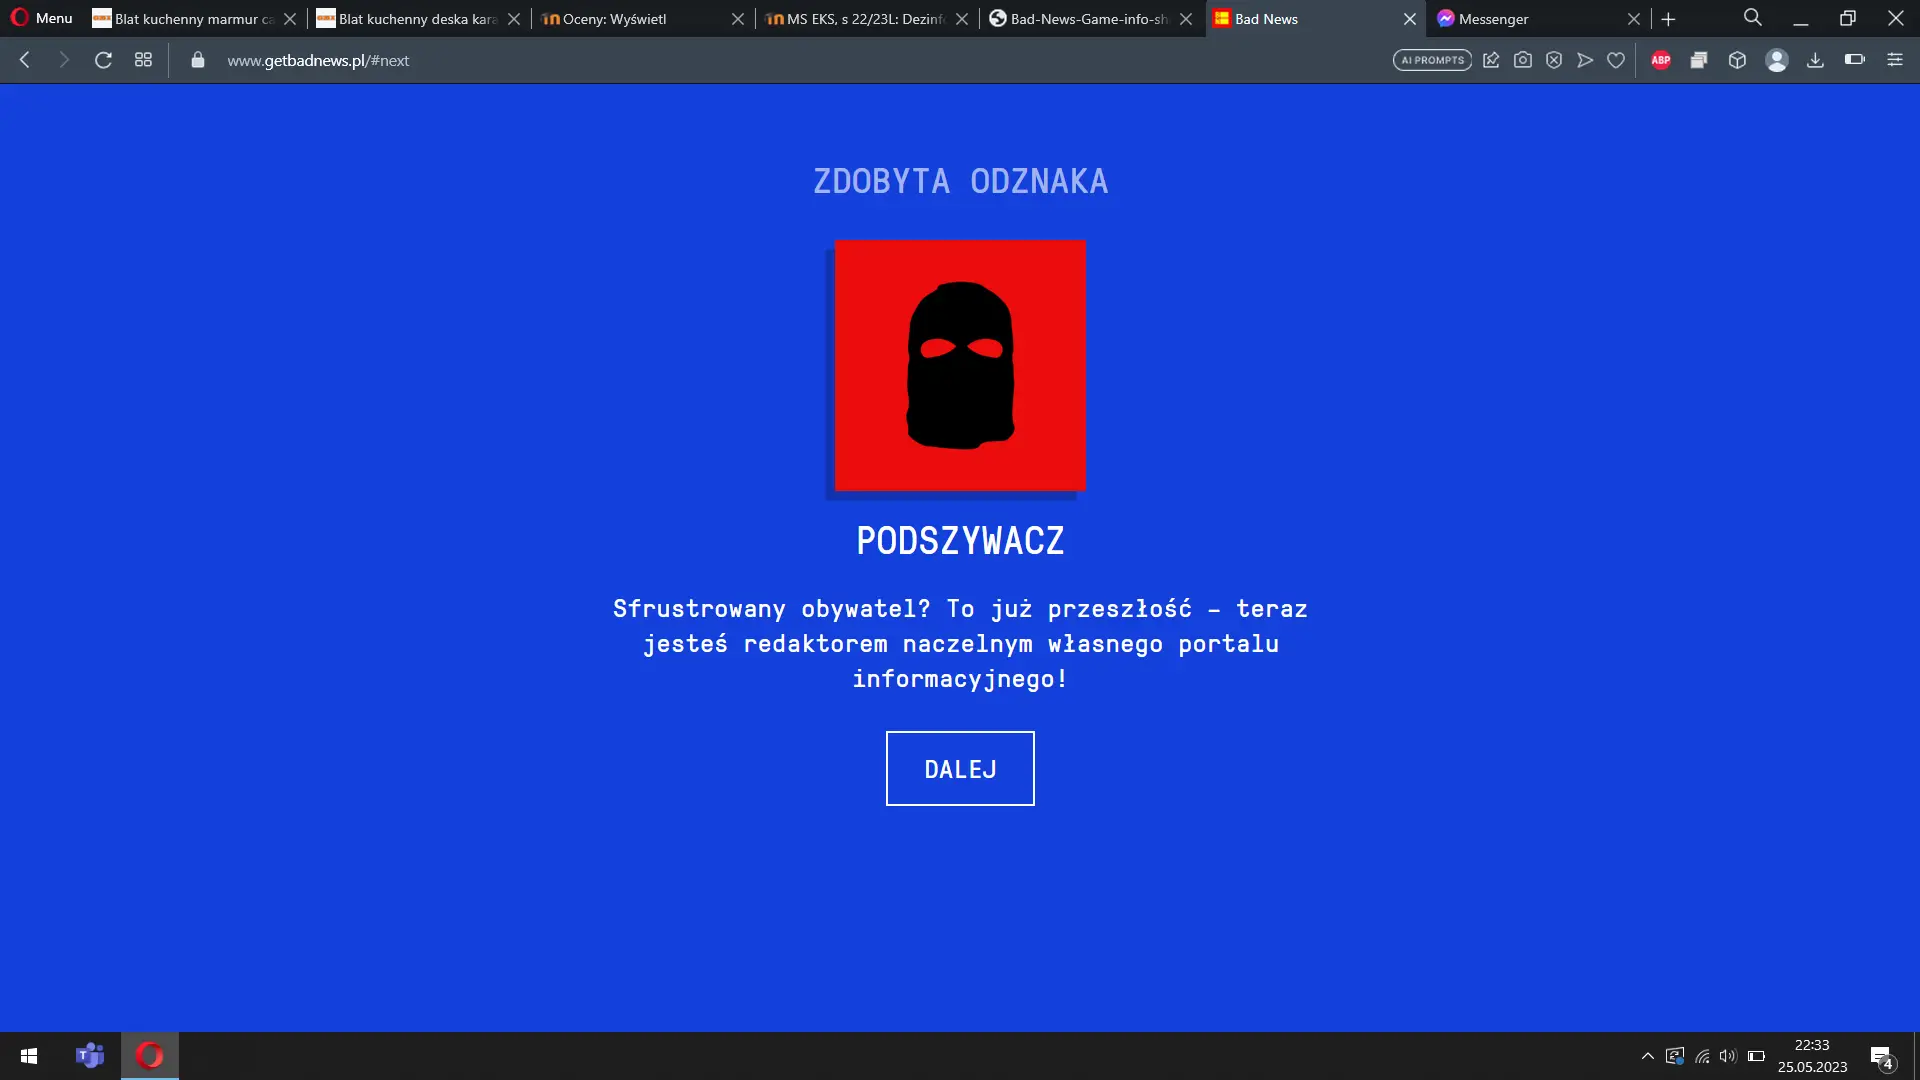 Menu
Blat kuchenny marmur ca
Blat kuchenny deska kara
Oceny: Wyświetl
MS EKS, s 22/23L: Dezinfo
Bad-News-Game-info-sh
Bad News
Messenger
www.getbadnews.pl/#next
AI PROMPTS
ABP
ZDOBYTA ODZNAKA
PODSZYWACZ
Sfrustrowany obywatel? To już przeszłość – teraz
jesteś redaktorem naczelnym własnego portalu
informacyjnego!
DALEJ
22:33
25.05.2023
4